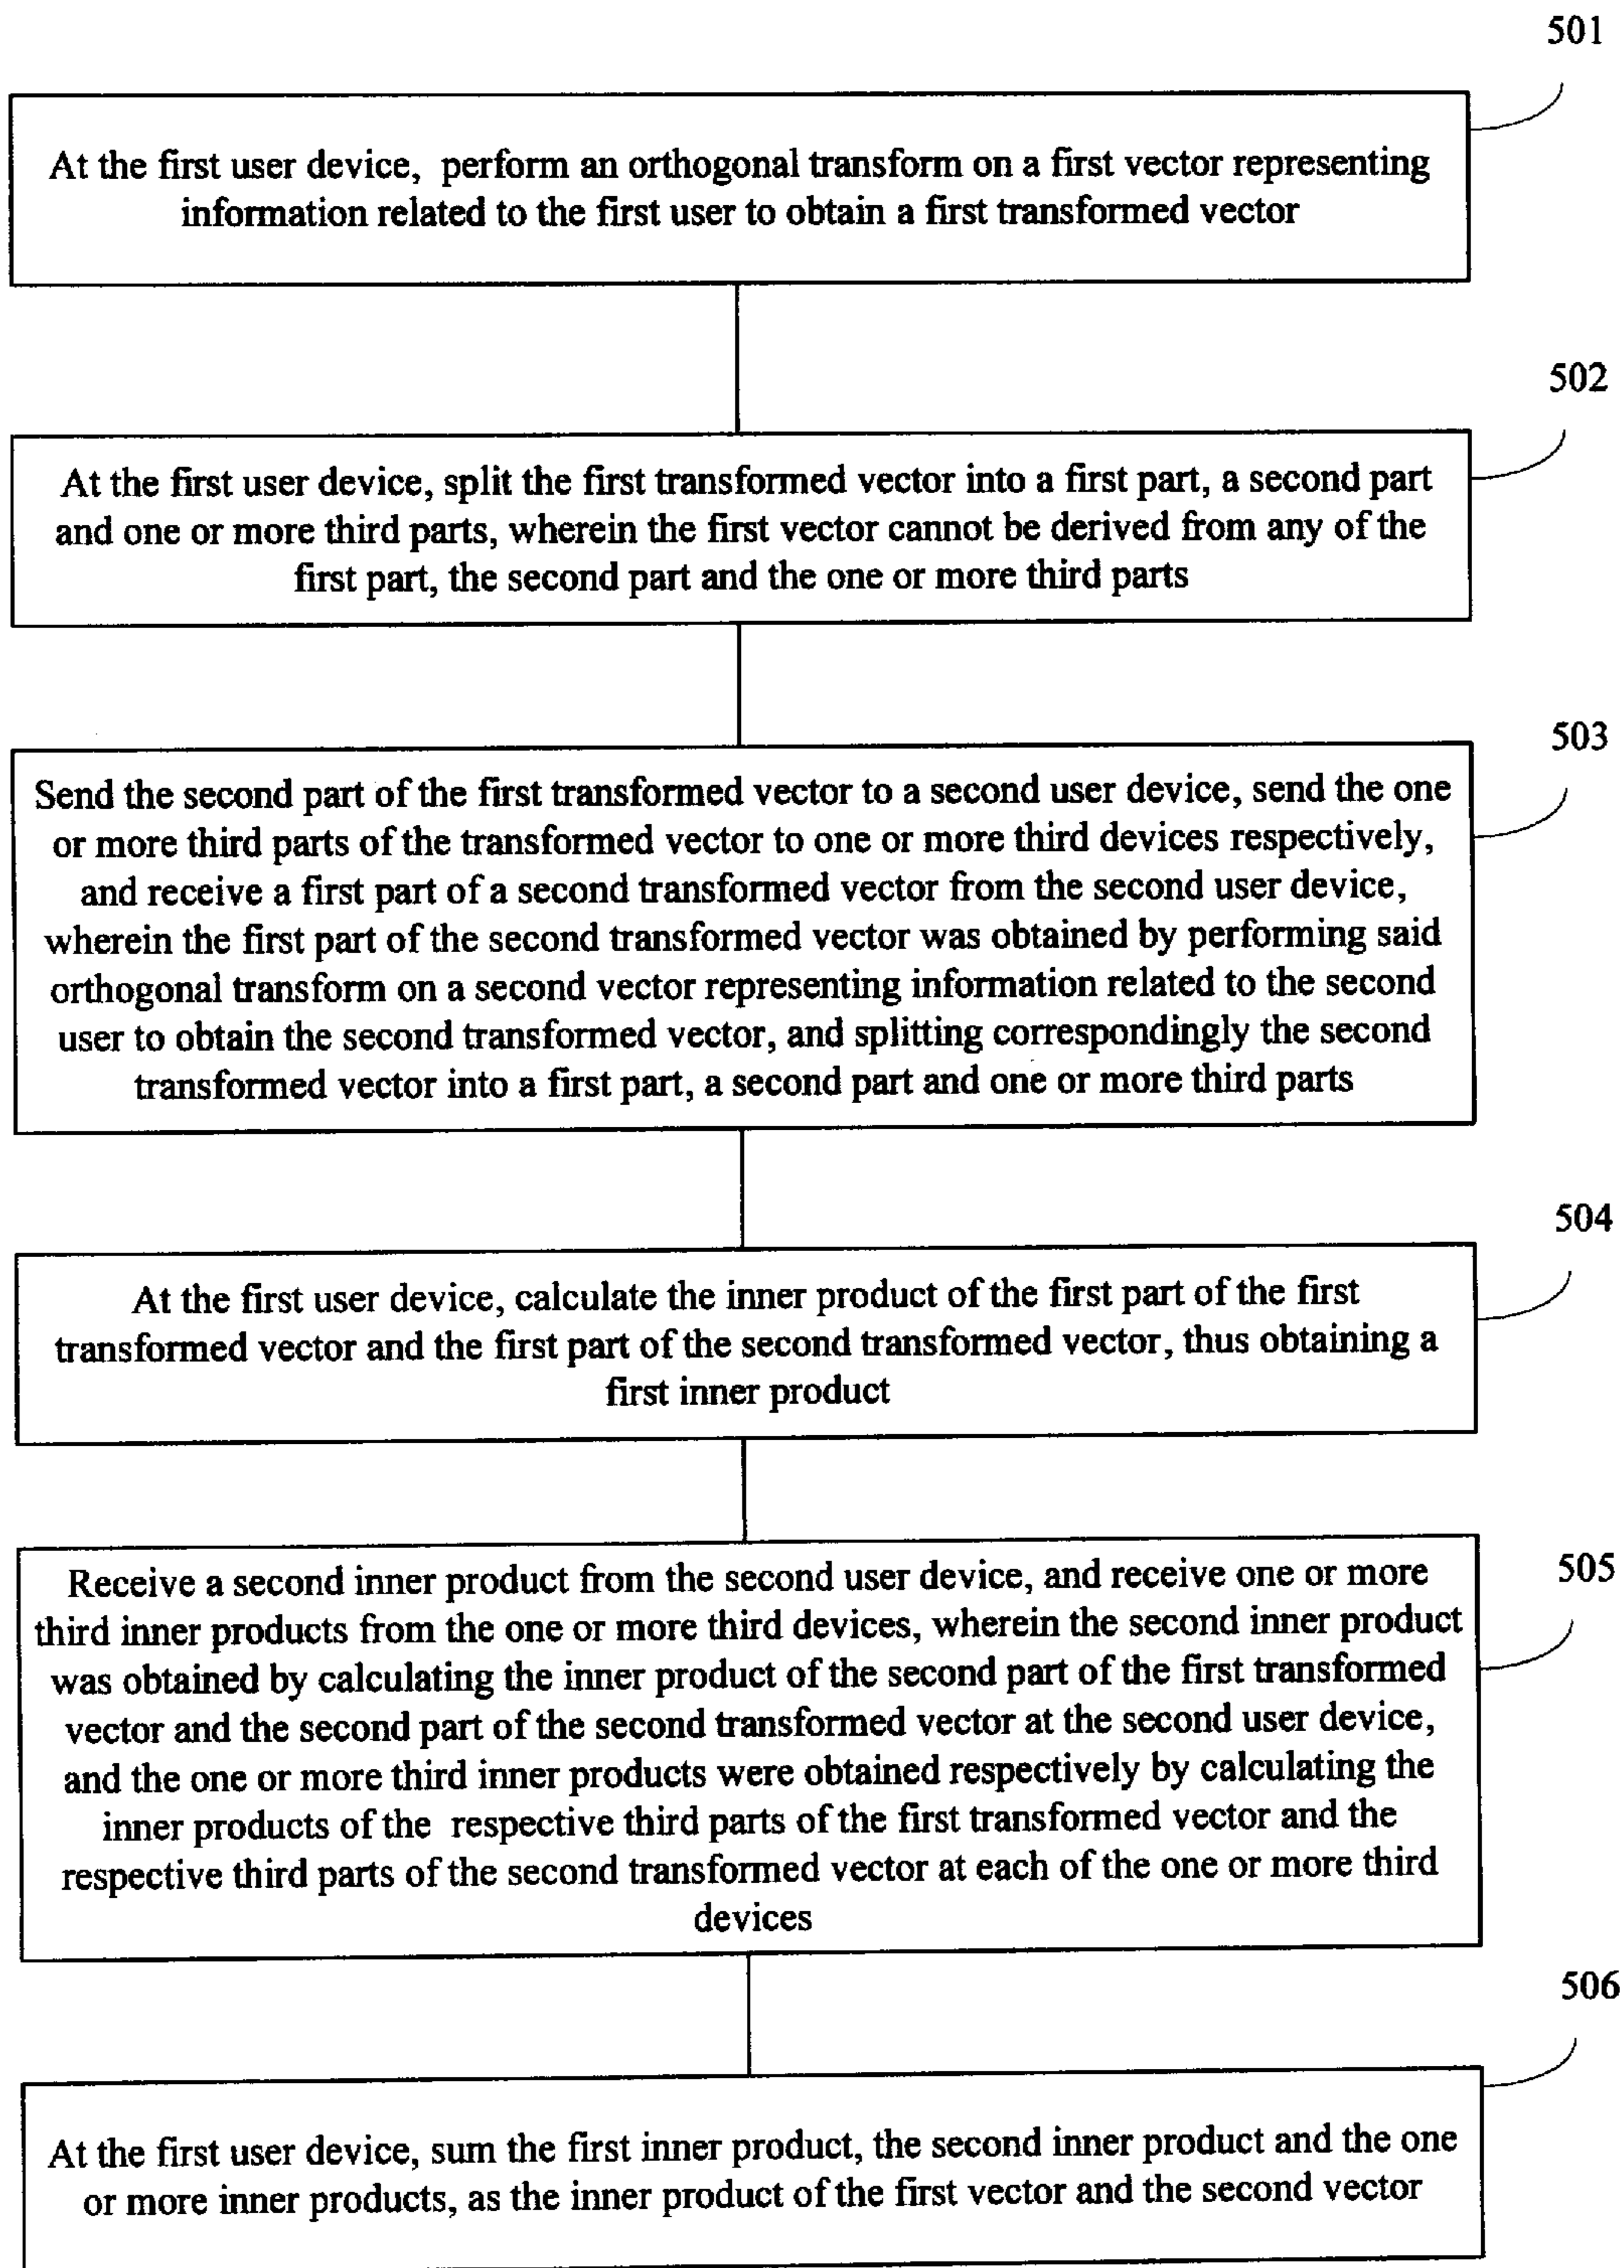 501
At the first user device, perform an orthogonal transform on a first vector representing
information related to the first user to obtain a first transformed vector
502
At the first user device, split the first transformed vector into a first part, a second part
and one or more third parts, wherein the first vector cannot be derived from any of the
first part, the second part and the one or more third parts
503
Send the second part of the first transformed vector to a second user device, send the one
or more third parts of the transformed vector to one or more third devices respectively,
and receive a first part of a second transformed vector from the second user device,
wherein the first part of the second transformed vector was obtained by performing said
orthogonal transform on a second vector representing information related to the second
user to obtain the second transformed vector, and splitting correspondingly the second
transformed vector into a first part, a second part and one or more third parts
504
At the first user device, calculate the inner product of the first part of the first
transformed vector and the first part of the second transformed vector, thus obtaining a
first inner product
505
Receive a second inner product from the second user device, and receive one or more
third inner products from the one or more third devices, wherein the second inner product
was obtained by calculating the inner product of the second part of the first transformed
vector and the second part of the second transformed vector at the second user device,
and the one or more third inner products were obtained respectively by calculating the
inner products of the respective third parts of the first transformed vector and the
respective third parts of the second transformed vector at each of the one or more third
devices
506
At the first user device, sum the first inner product, the second inner product and the one
or more inner products, as the inner product of the first vector and the second vector